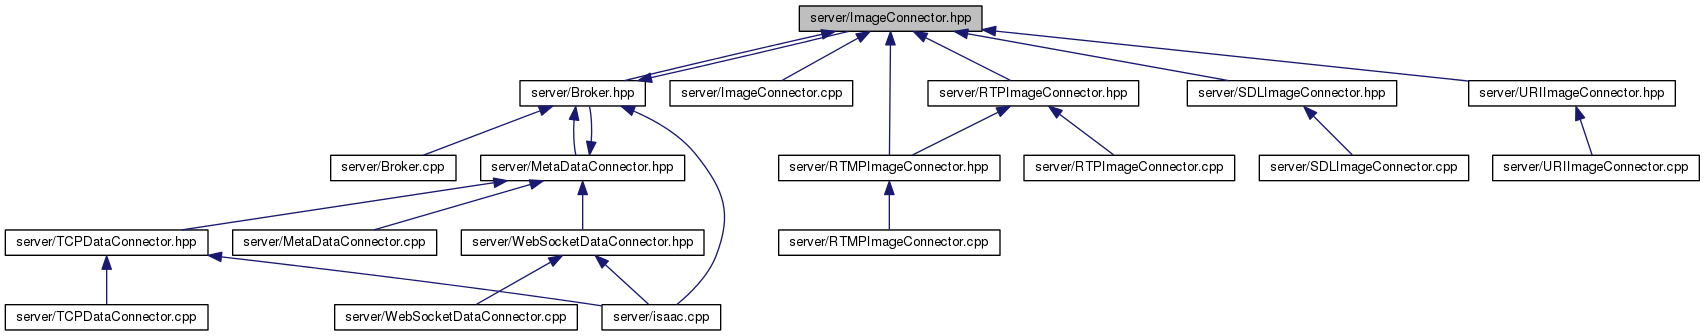 server/ImageConnector.hpp
server/Broker.hpp
server/ImageConnector.cpp
server/RTPImageConnector.hpp
server/SDLImageConnector.hpp
server/URIImageConnector.hpp
server/Broker.cpp
server/MetaDataConnector.hpp
server/RTMPImageConnector.hpp
server/RTPImageConnector.cpp
server/SDLImageConnector.cpp
server/URIImageConnector.cpp
server/TCPDataConnector.hpp
server/MetaDataConnector.cpp
server/WebSocketDataConnector.hpp
server/RTMPImageConnector.cpp
server/TCPDataConnector.cpp
server/WebSocketDataConnector.cpp
server/isaac.cpp